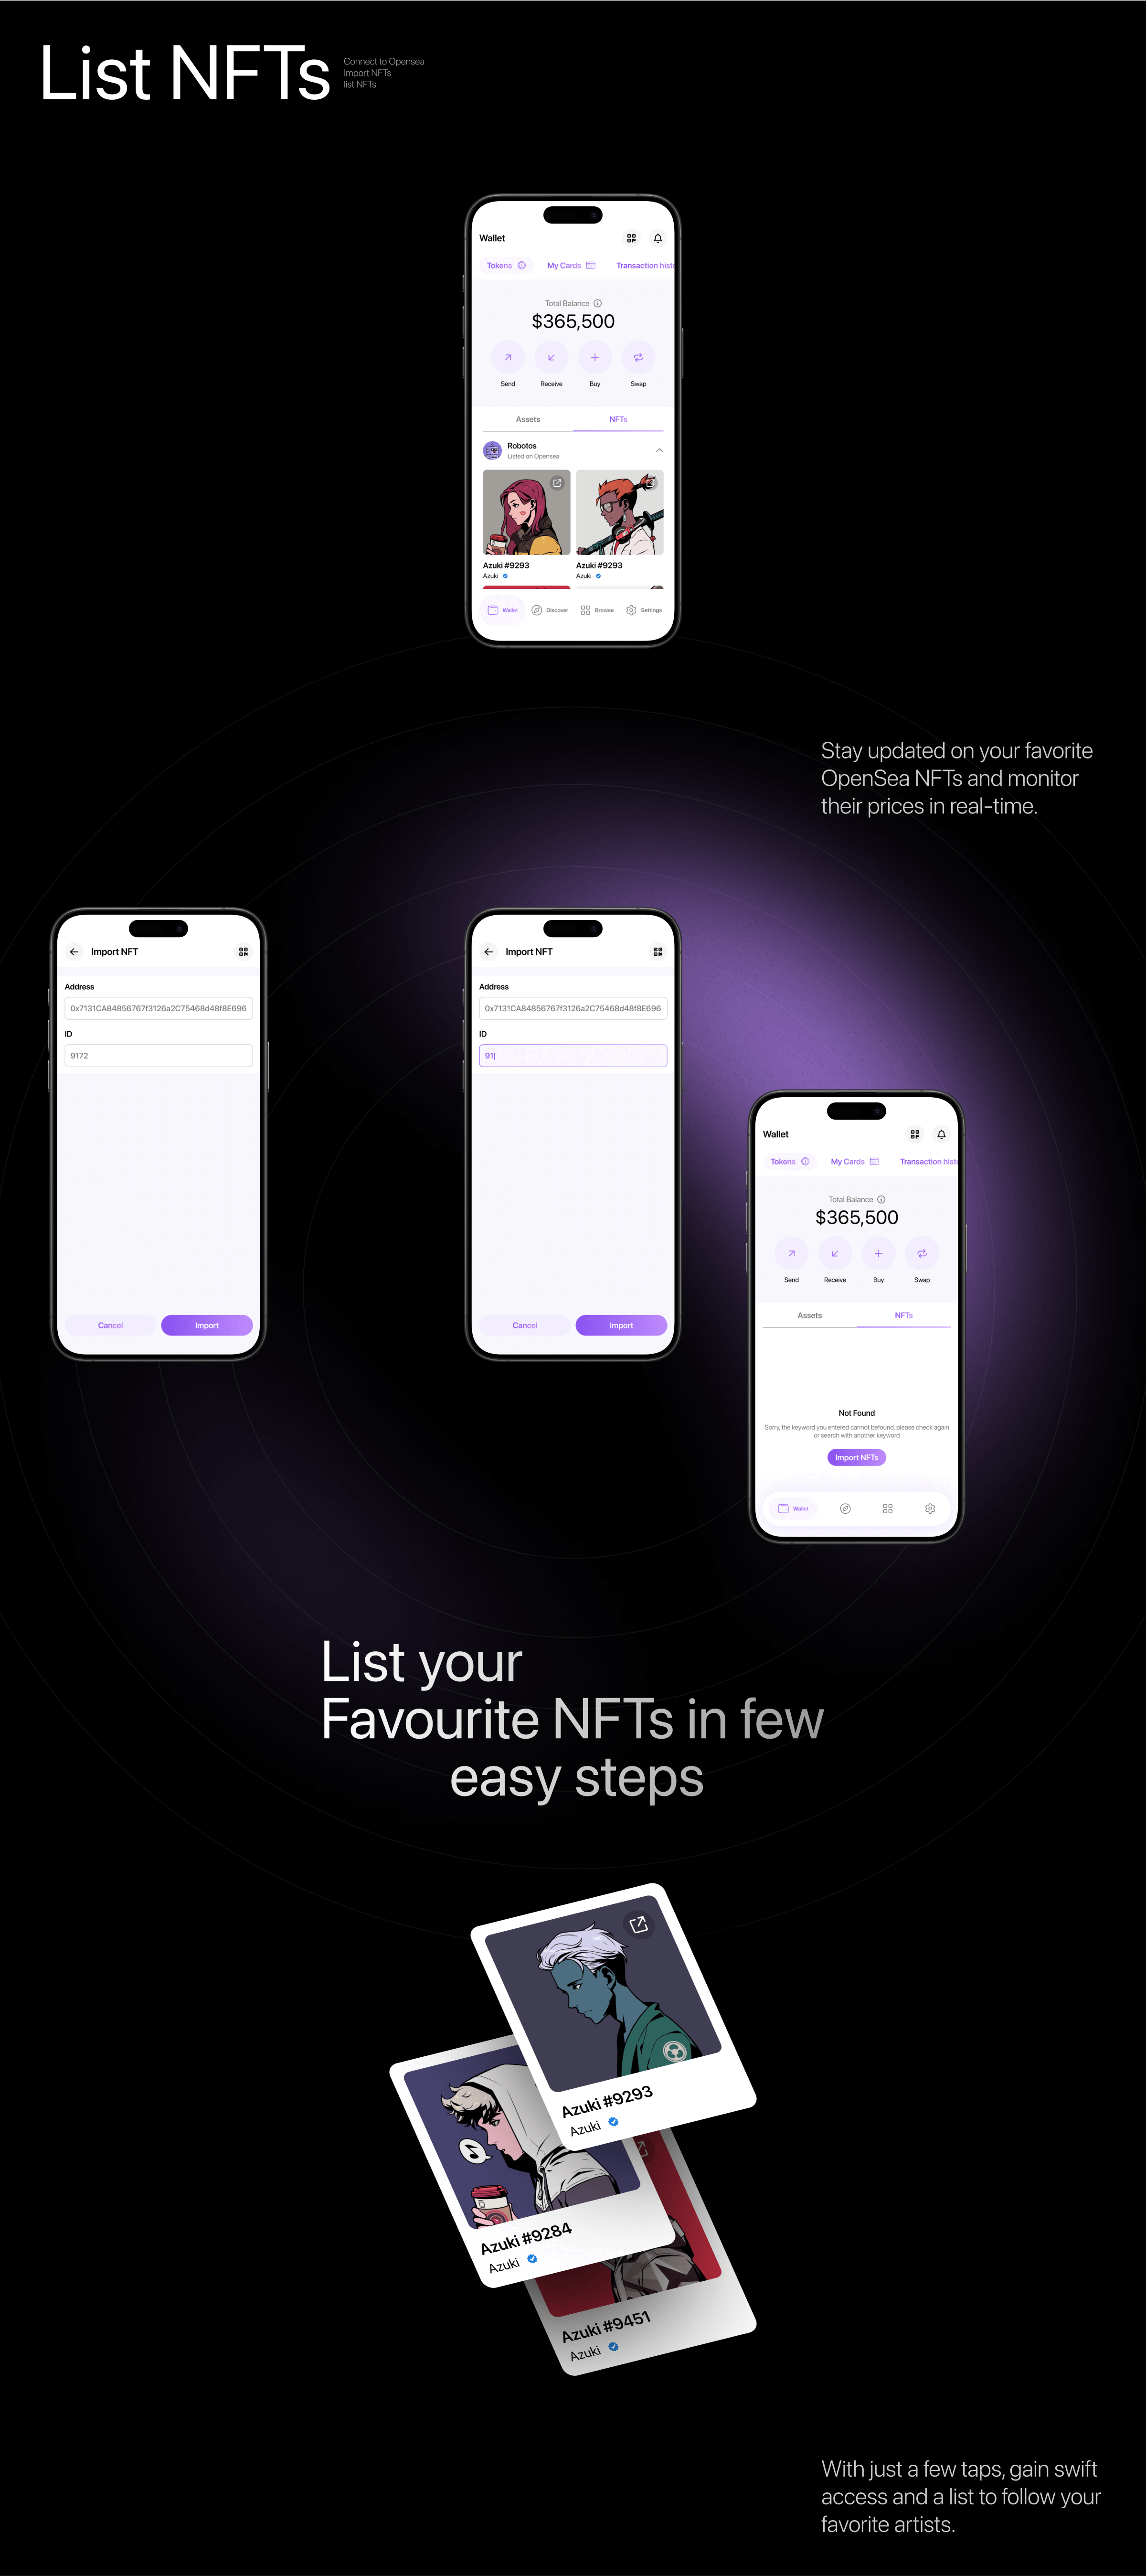 List NFTs
Connect to Opensea
Import NFTs
list NFTs
Wallet
Tokens
My Cards
Transaction histo
Total Balance
$365,500
Send
Receive
Buy
Swap
Assets
NFTs
Robotos
Listed on Opensea
Azuki #9293
Azuki
Azuki #9293
Azuki
Wallet
Discover
Browse
Settings
Stay updated on your favorite
OpenSea NFTs and monitor
their prices in real-time.
Import NFT
Address
0x7131CA84856767f3126a2C75468d48f8E696
ID
9172
Cancel
Import
Import NFT
Address
0x7131CA84856767f3126a2C75468d48f8E696
ID
91
Cancel
Import
Wallet
Tokens
My Cards
Transaction histo
Total Balance
$365,500
Send
Receive
Buy
Swap
Assets
NFTs
Not Found
Sorry, the keyword you entered cannot befound, please check again
or search with another keyword
Import NFTs
Wallet
List your
Favourite NFTs in few
easy steps
Azuki #9293
Azuki
Azuki #9284
Azuki
Azuki #9451
Azuki
With just a few taps, gain swift
access and a list to follow your
favorite artists.